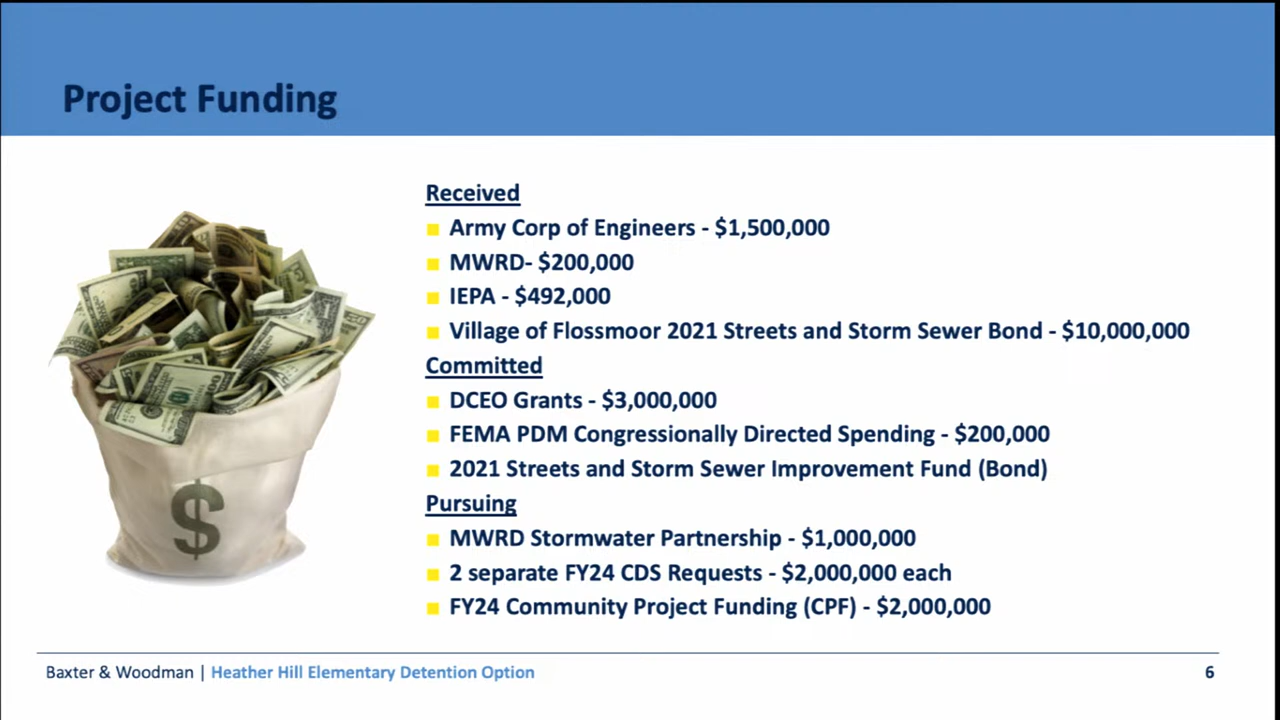 Project Funding
Received
Army Corp of Engineers - $1,500,000
MWRD- $200,000
IEPA - $492,000
Village of Flossmoor 2021 Streets and Storm Sewer Bond - $10,000,000
Committed
DCEO Grants - $3,000,000
FEMA PDM Congressionally Directed Spending - $200,000
2021 Streets and Storm Sewer Improvement Fund (Bond)
Pursuing
MWRD Stormwater Partnership - $1,000,000
2 separate FY24 CDS Requests - $2,000,000 each
FY24 Community Project Funding (CPF) - $2,000,000
$
Baxter & Woodman | Heather Hill Elementary Detention Option
6